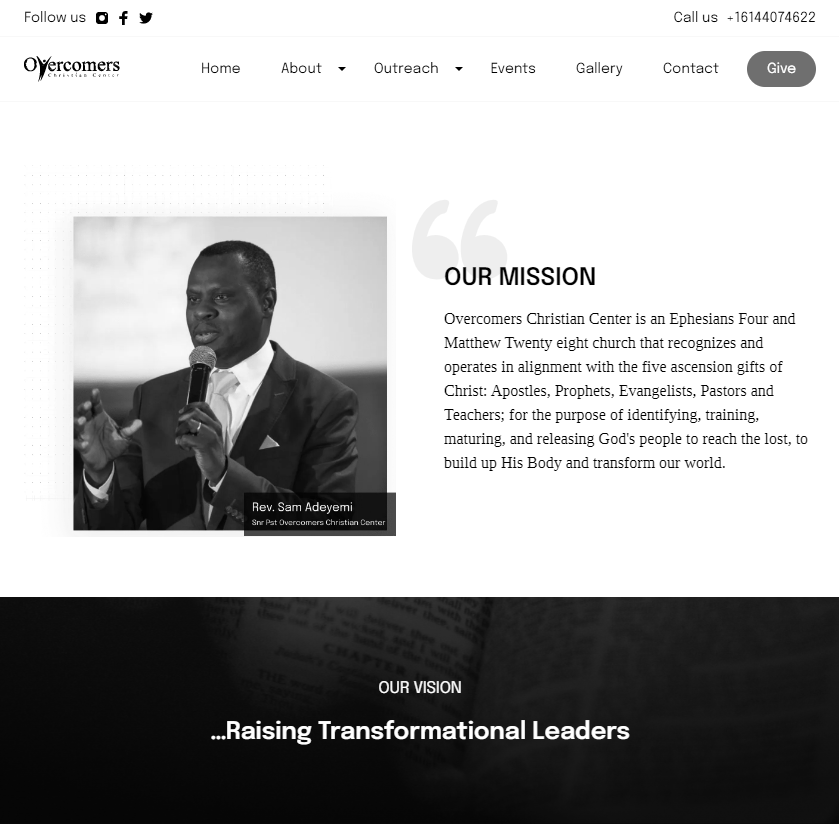 Follow us
Call us +16144074622
Overcomers
Christian Center
Home About Outreach Events Gallery Contact Give
OUR MISSION
Overcomers Christian Center is an Ephesians Four and
Matthew Twenty eight church that recognizes and
operates in alignment with the five ascension gifts of
Christ: Apostles, Prophets, Evangelists, Pastors and
Teachers; for the purpose of identifying, training,
maturing, and releasing God's people to reach the lost, to
build up His Body and transform our world.
Rev. Sam Adeyemi
Snr Pst Overcomers Christian Center
OUR VISION
...Raising Transformational Leaders